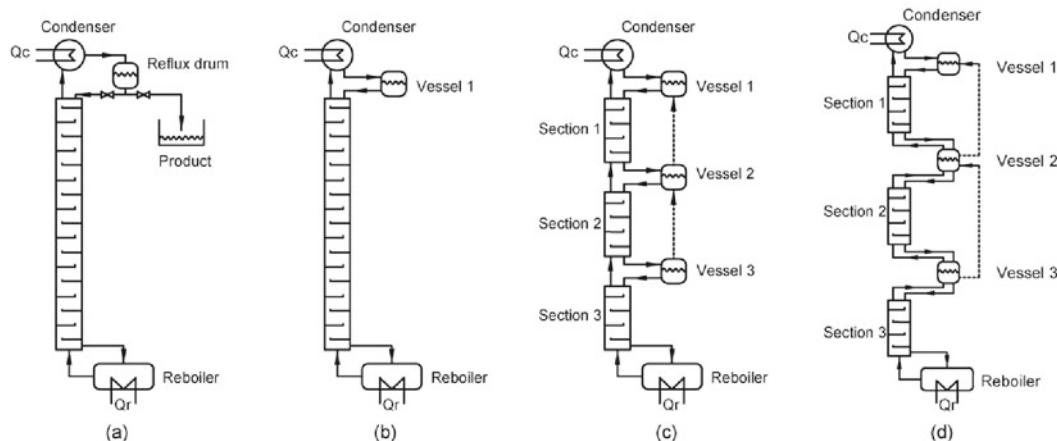 Condenser
Qc
Reflux drum
Product
Reboiler
Qr
(a)
Condenser
Qc
Vessel 1
Reboiler
Qr
(b)
Condenser
Qc
Vessel 1
Section 1
Vessel 2
Section 2
Vessel 3
Section 3
Reboiler
Qr
(c)
Condenser
Qc
Vessel 1
Section 1
Vessel 2
Section 2
Vessel 3
Section 3
Reboiler
Qr
(d)